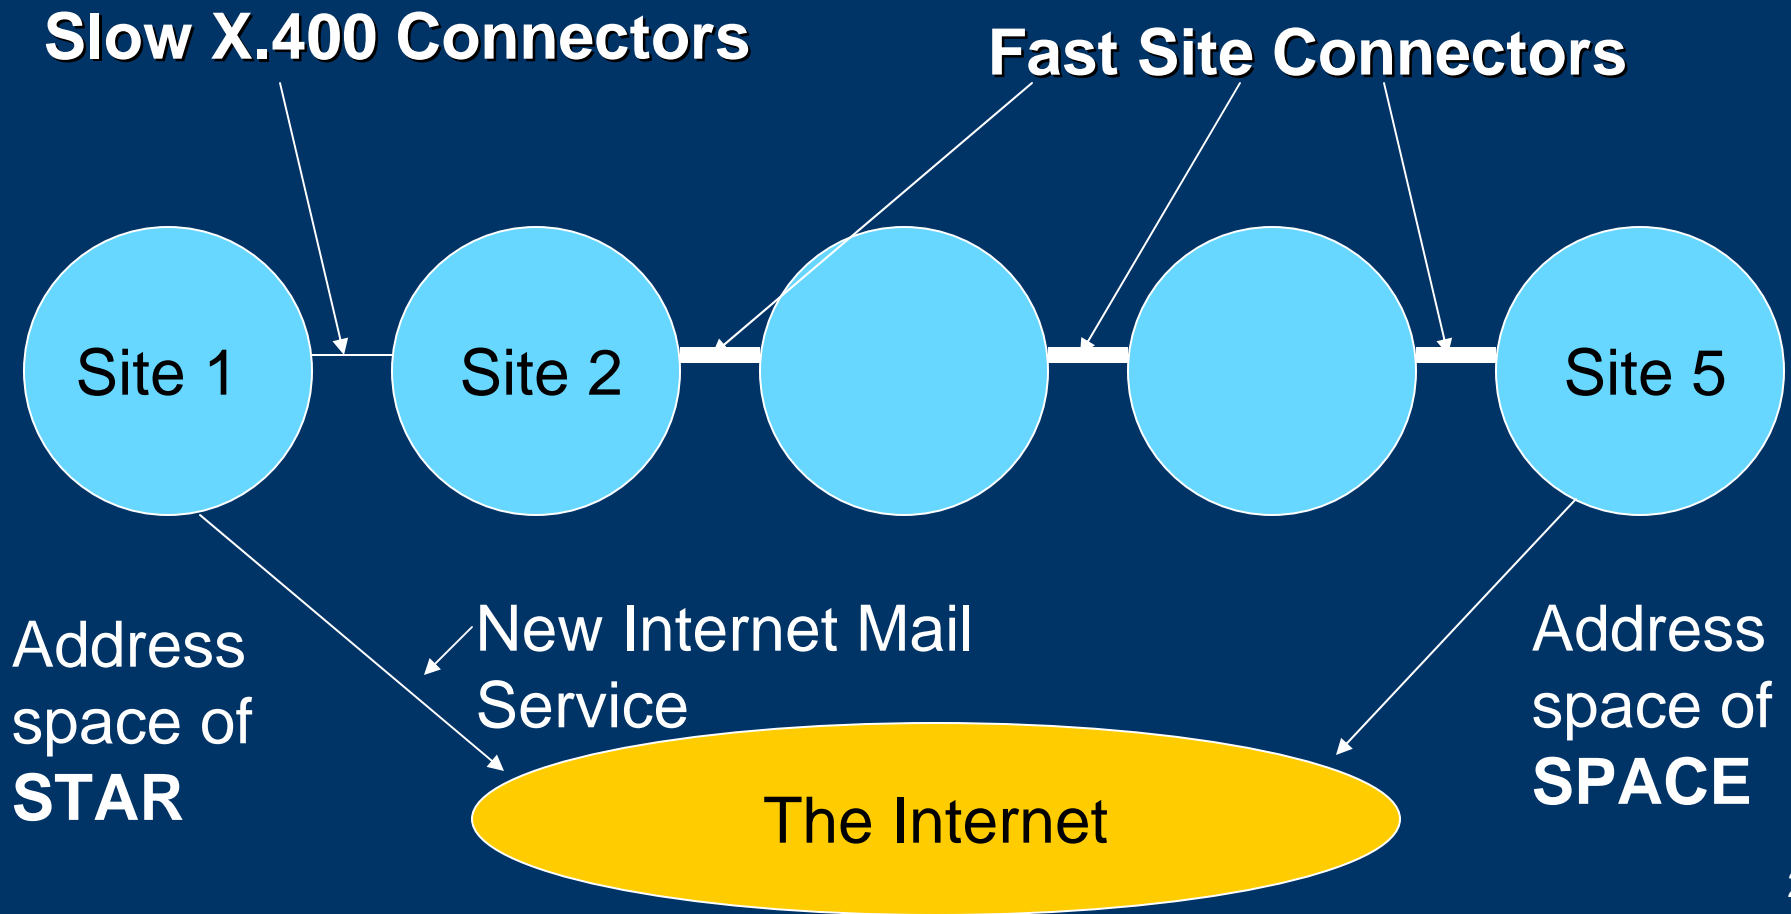 Slow X.400 Connectors
Fast Site Connectors
Site 1
Site 2
Site 5
Address
space of
STAR
New Internet Mail
Service
Address
space of
SPACE
The Internet